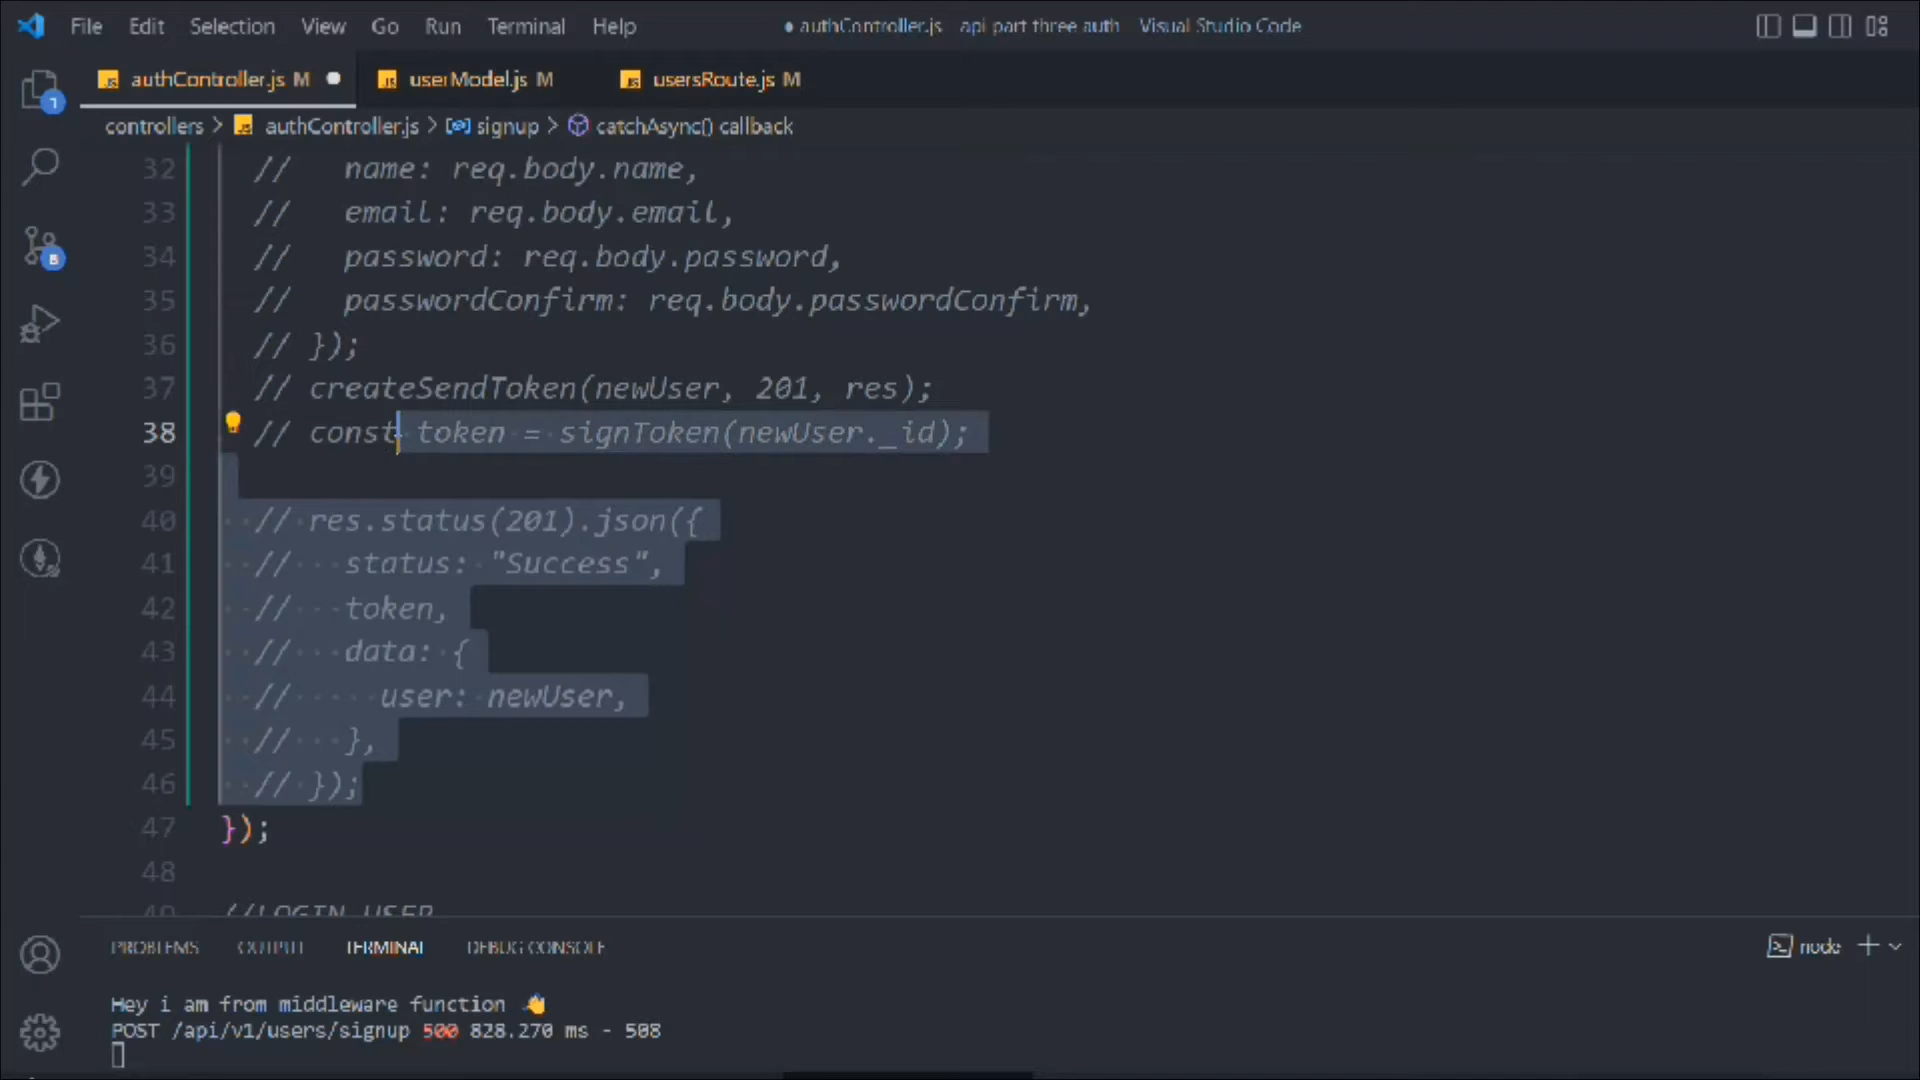 File Edit Selection View Go Run Terminal Help ● authController.js api part three auth Visual Studio Code
authController.js M ● userModel.js M usersRoute.js M
controllers > authController.js > signup > catchAsync() callback
32 // name: req.body.name,
33 // email: req.body.email,
34 // password: req.body.password,
35 // passwordConfirm: req.body.passwordConfirm,
36 // });
37 // createSendToken(newUser, 201, res);
38 // const token = signToken(newUser._id);
39
40 // res.status(201).json({
41 // status: "Success",
42 // token,
43 // data: {
44 // user: newUser,
45 // },
46 // });
47 });
48
49 //LOGIN USER
PROBLEMS OUTPUT TERMINAL DEBUG CONSOLE node
Hey i am from middleware function 👋
POST /api/v1/users/signup 500 828.270 ms - 508